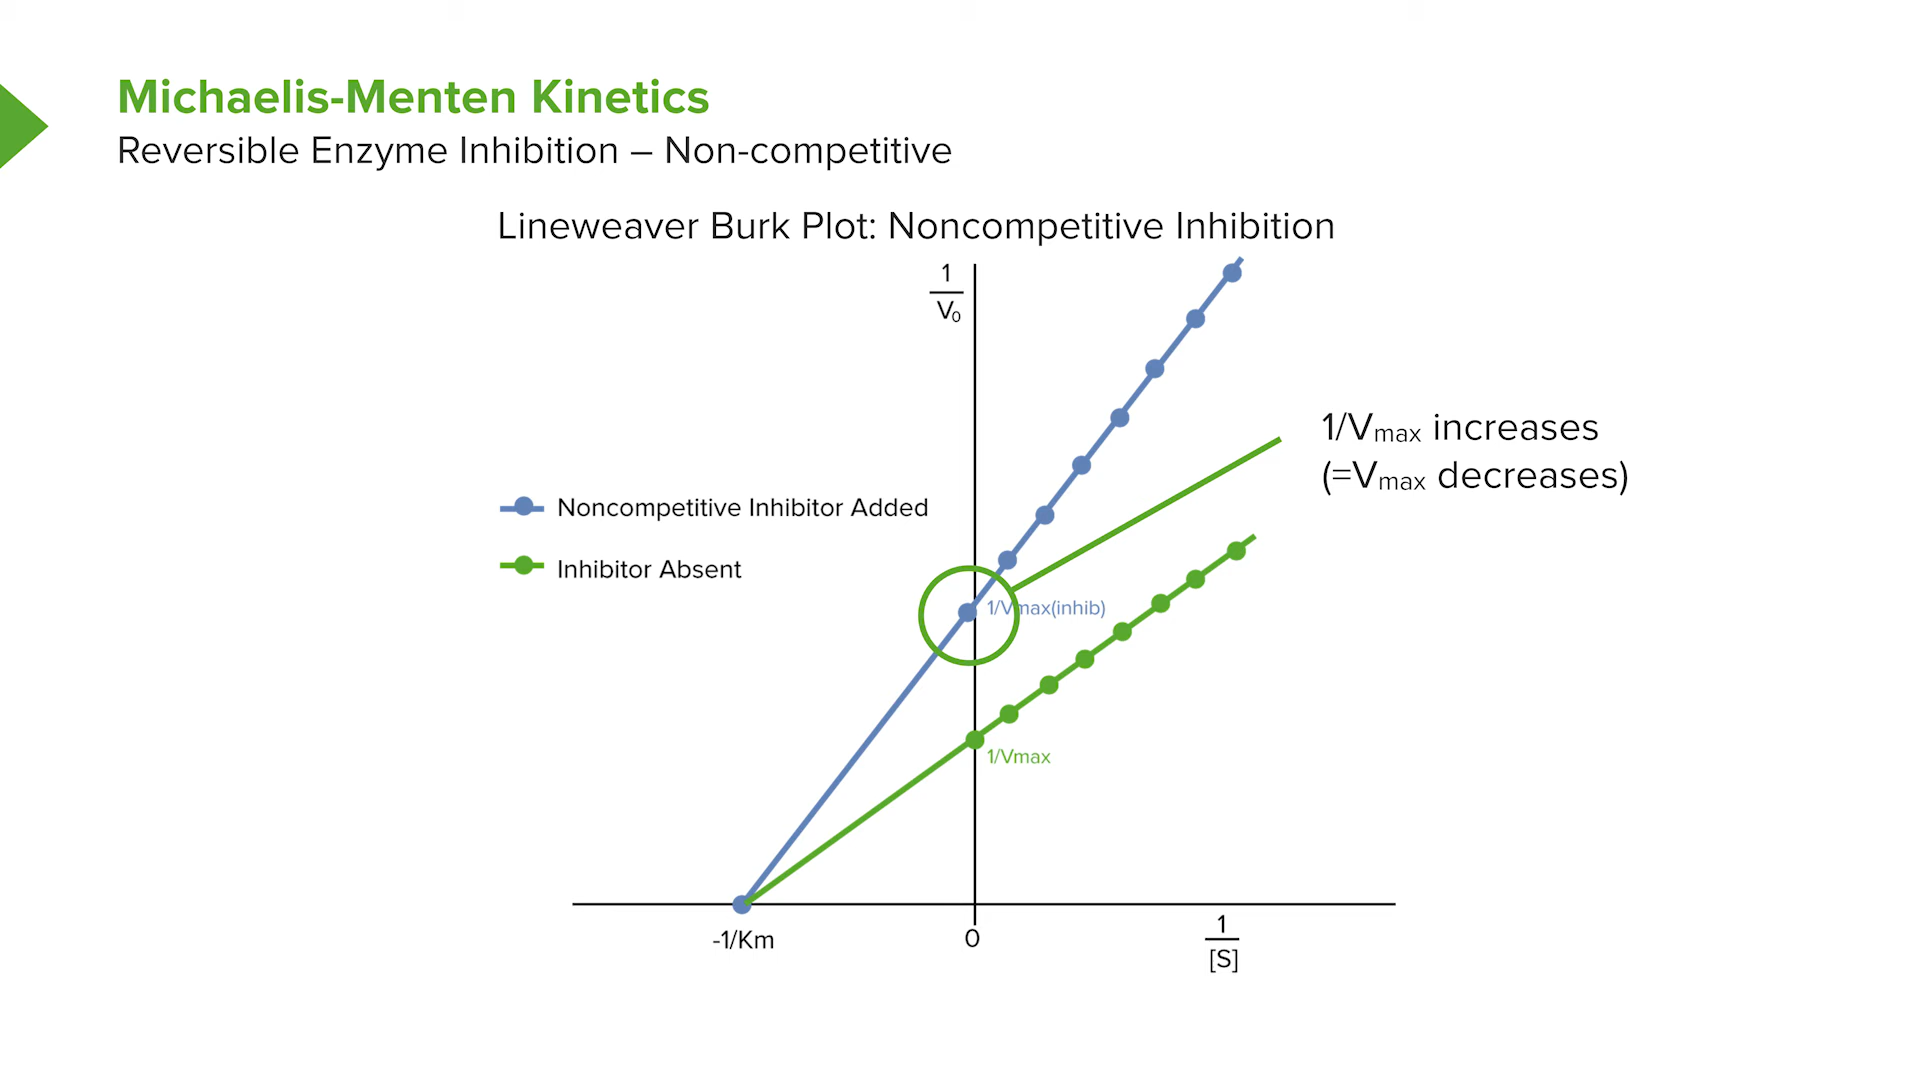 Michaelis-Menten Kinetics
Reversible Enzyme Inhibition – Non-competitive
Lineweaver Burk Plot: Noncompetitive Inhibition
1
V₀
1/Vmax increases
(=Vmax decreases)
Noncompetitive Inhibitor Added
Inhibitor Absent
1/Vmax(inhib)
1/Vmax
-1/Km
0
1
[S]